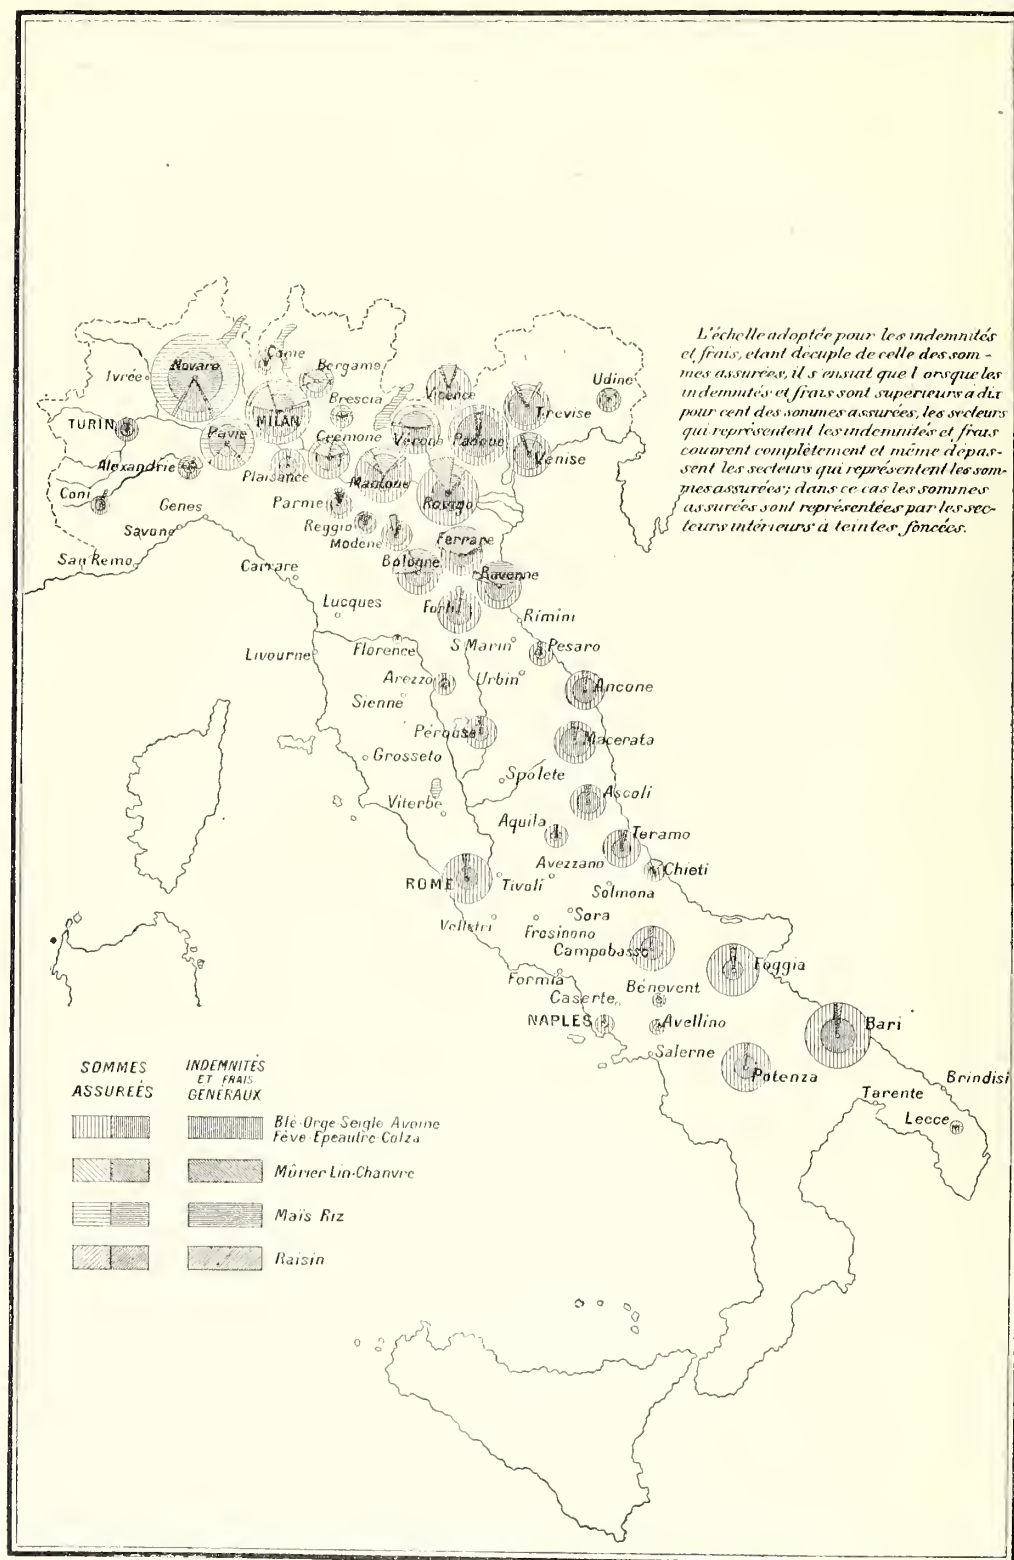 L'échelle adoptée pour les indemnités
et frais, etant décuple de celle des som-
mes assurées, il s'ensuit que lorsque les
indemnités et frais sont supérieurs a dix
pour cent des sommes assurées, les secteurs
qui représentent les indemnités et frais
couvrent complètement et même dépas-
sent les secteurs qui représentent les som-
mes assurées; dans ce cas les sommes
assurées sont représentées par les sec-
teurs intérieurs à teintes foncées.
Novare
Côme
Ivrée
Bergame
Udine
Brescia
Vicence
Trevise
TURIN
MILAN
Pavie
Crémone
Vérone
Padoue
Venise
Alexandrie
Plaisance
Mantoue
Coni
Parme
Rovigo
Genes
Reggio
Savone
Modene
Ferrare
San Remo
Carrare
Bologne
Ravenne
Lucques
Forli
Rimini
Livourne
Florence
S Marin
Pesaro
Arezzo
Urbin
Ancone
Sienne
Pérouse
Macerata
Grosseto
Spolete
Viterbe
Ascoli
Aquila
Teramo
Avezzano
Chieti
ROME
Tivoli
Solmona
Velletri
Sora
Frosinono
Campobasso
Foggia
Formia
Bénévent
Caserte
NAPLES
Avellino
Bari
Salerne
Potenza
Brindisi
Tarente
Lecce
SOMMES
ASSURÉES
INDEMNITÉS
ET FRAIS
GENÉRAUX
Blé-Orge-Seigle Avoine
Fève-Epeautre-Colza
Mûrier Lin-Chanvre
Maïs Riz
Raisin